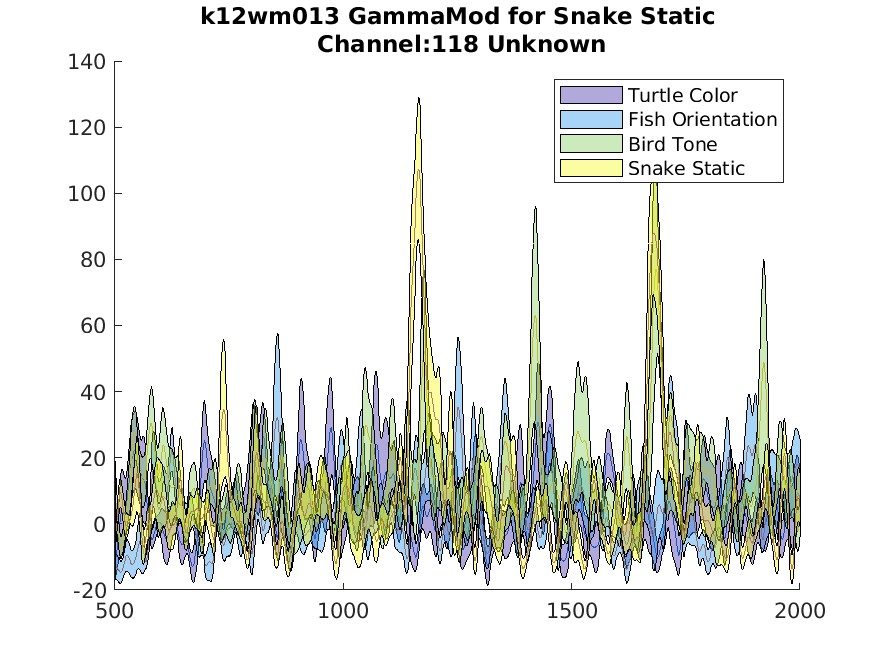 k12wm013 GammaMod for Snake Static
Channel:118 Unknown
140
120
100
80
60
40
20
0
-20
500
1000
1500
2000
Turtle Color
Fish Orientation
Bird Tone
Snake Static